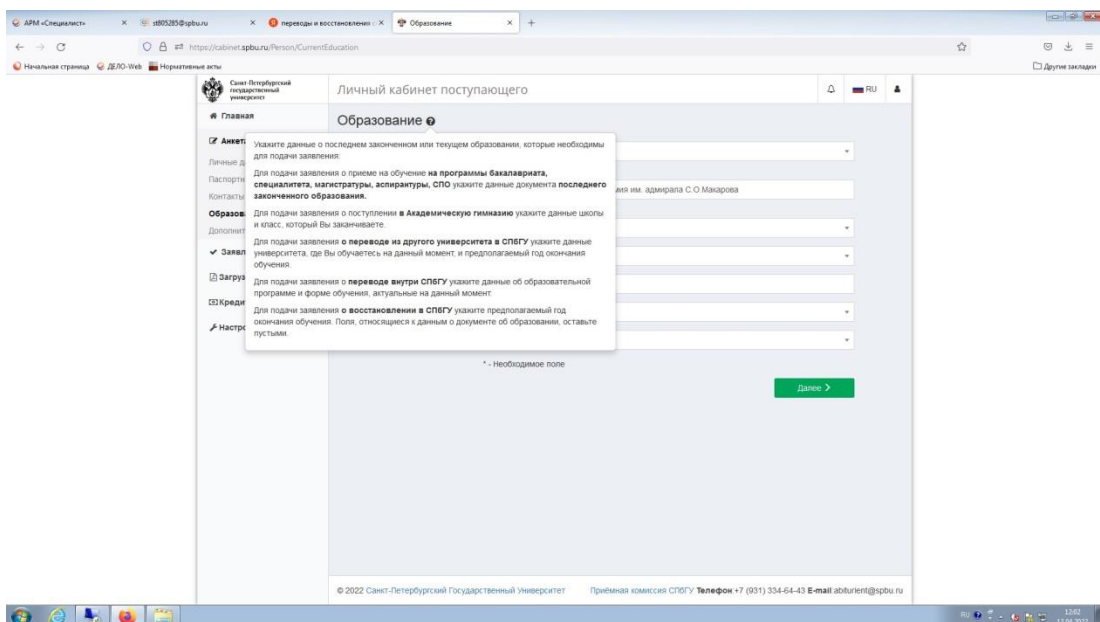 АРМ «Специалист»
st805285@spbu.ru
переводы и восстановления
Образование
https://cabinet.spbu.ru/Person/CurrentEducation
Начальная страница
ДЕЛО-Web
Нормативные акты
Другие закладки
Санкт-Петербургский
государственный
университет
Личный кабинет поступающего
RU
Главная
Образование
Анкет
Личные д
Паспортн
Контакты
Образов
Дополнит
Заявл
Загруз
Креди
Настро
Укажите данные о последнем законченном или текущем образовании, которые необходимы
для подачи заявления:
Для подачи заявления о приеме на обучение на программы бакалавриата,
специалитета, магистратуры, аспирантуры, СПО укажите данные документа последнего
законченного образования.
Для подачи заявления о поступлении в Академическую гимназию укажите данные школы
и класс, который Вы заканчиваете.
Для подачи заявления о переводе из другого университета в СПбГУ укажите данные
университета, где Вы обучаетесь на данный момент, и предполагаемый год окончания
обучения.
Для подачи заявления о переводе внутри СПбГУ укажите данные об образовательной
программе и форме обучения, актуальные на данный момент.
Для подачи заявления о восстановлении в СПбГУ укажите предполагаемый год
окончания обучения. Поля, относящиеся к данным о документе об образовании, оставьте
пустыми.
мия им. адмирала С.О.Макарова
* - Необходимое поле
Далее
© 2022 Санкт-Петербургский Государственный Университет
Приёмная комиссия СПбГУ Телефон +7 (931) 334-64-43 E-mail:abiturient@spbu.ru
RU
12:02